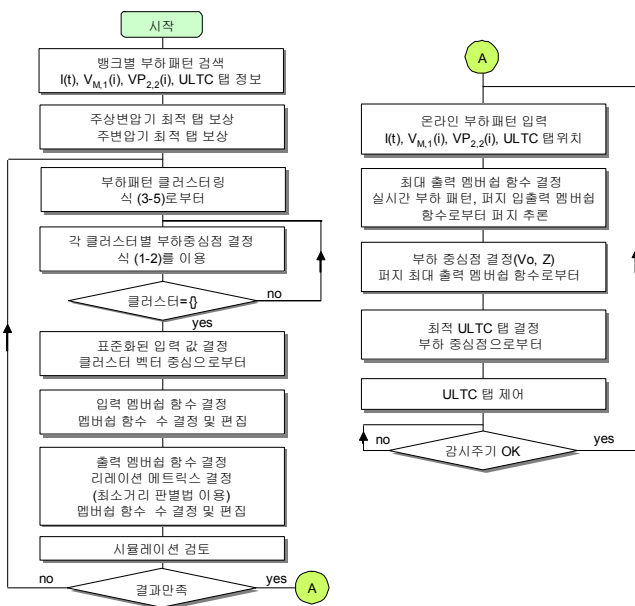 시작
뱅크별 부하패턴 검색
I(t), V_M,1(i), VP_2,2(i), ULTC 탭 정보
주상변압기 최적 탭 보상
주변압기 최적 탭 보상
부하패턴 클러스터링
식 (3-5)로부터
각 클러스터별 부하중심점 결정
식 (1-2)를 이용
클러스터={}
no
yes
표준화된 입력 값 결정
클러스터 벡터 중심으로부터
입력 멤버쉽 함수 결정
멤버쉽 함수 수 결정 및 편집
출력 멤버쉽 함수 결정
리레이션 메트릭스 결정
(최소거리 판별법 이용)
멤버쉽 함수 수 결정 및 편집
시뮬레이션 검토
no
결과만족
yes
A
A
온라인 부하패턴 입력
I(t), V_M,1(i), VP_2,2(i), ULTC 탭위치
최대 출력 멤버쉽 함수 결정
실시간 부하 패턴, 퍼지 입출력 멤버쉽
함수로부터 퍼지 추론
부하 중심점 결정(Vo, Z)
퍼지 최대 출력 멤버쉽 함수로부터
최적 ULTC 탭 결정
부하 중심점으로부터
ULTC 탭 제어
no
감시주기 OK
yes